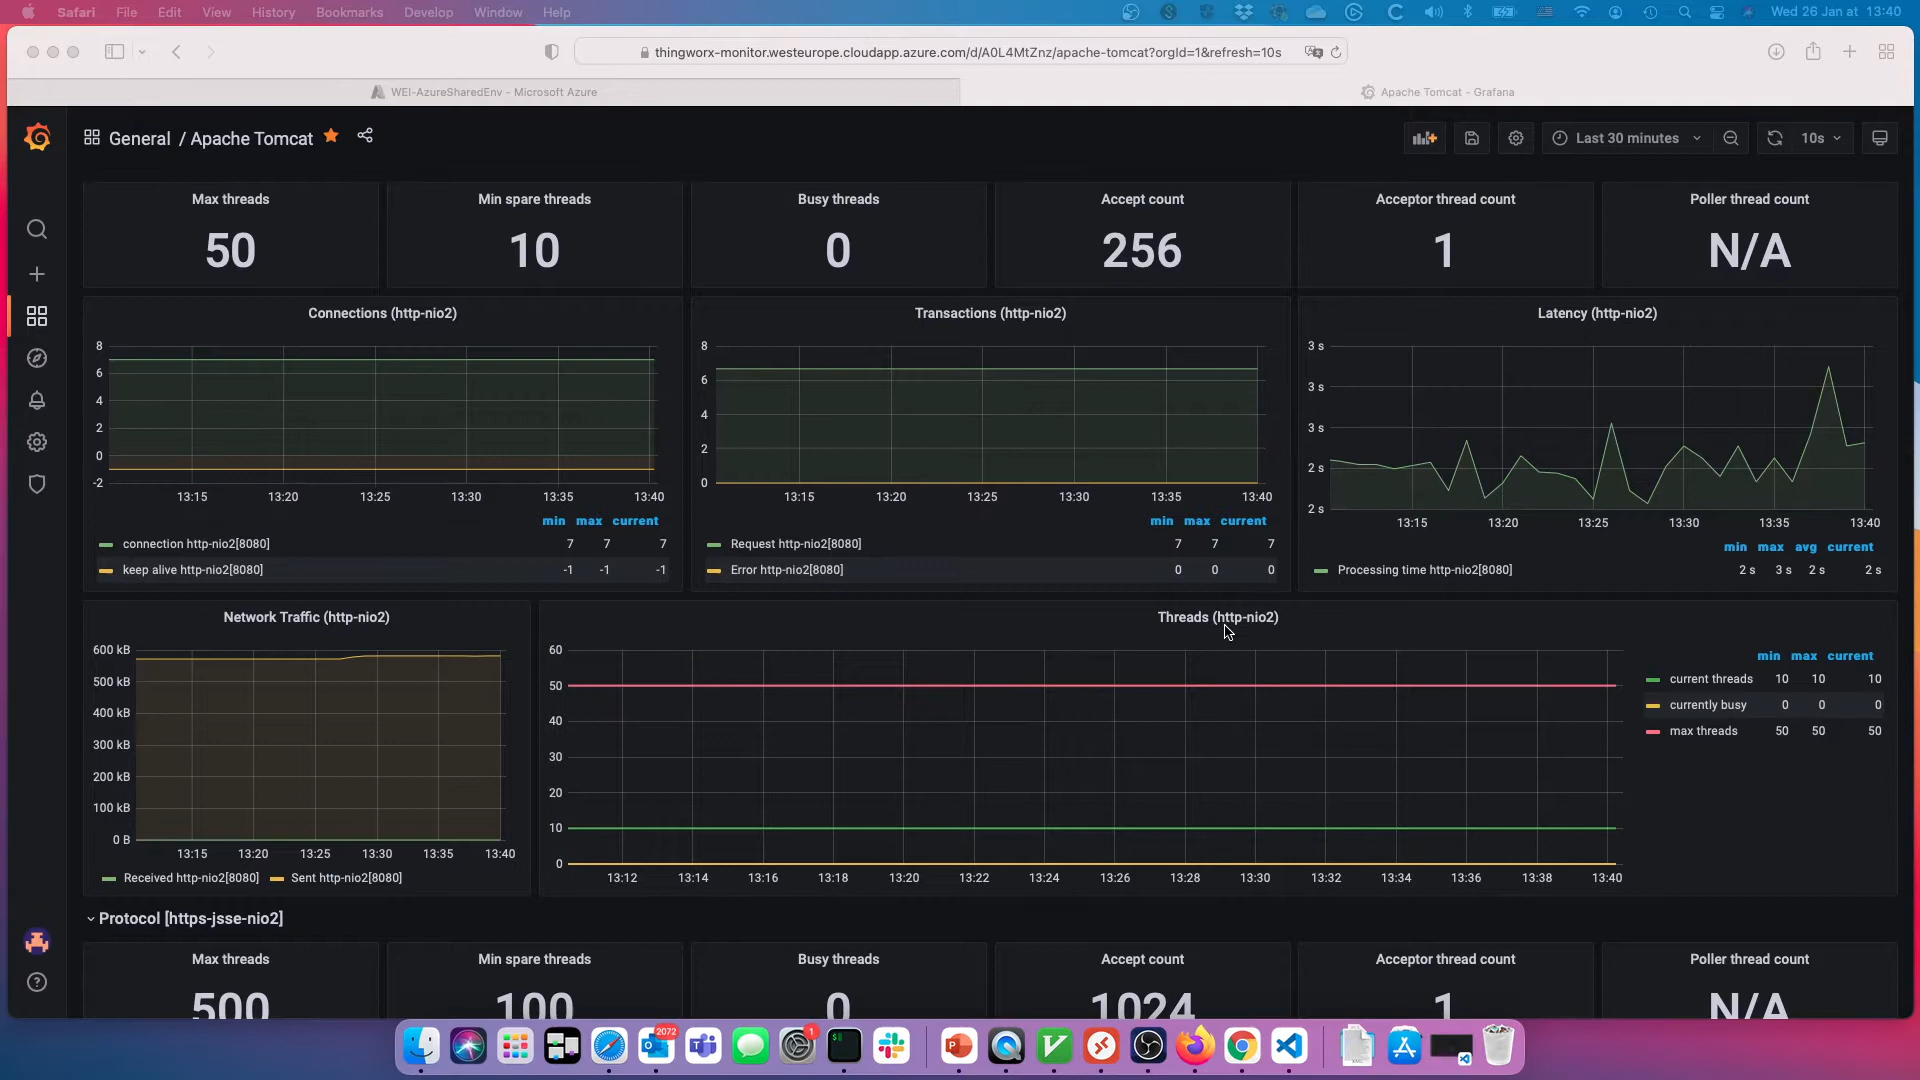 Safari File Edit View History Bookmarks Develop Window Help Wed 26 Jan at 13:40
thingworx-monitor.westeurope.cloudapp.azure.com/d/A0L4MtZnz/apache-tomcat?orgId=1&refresh=10s
WEI-AzureSharedEnv - Microsoft Azure Apache Tomcat - Grafana
General / Apache Tomcat Last 30 minutes 10s
Max threads Min spare threads Busy threads Accept count Acceptor thread count Poller thread count
50 10 0 256 1 N/A
Connections (http-nio2)
8
6
4
2
0
-2
13:15 13:20 13:25 13:30 13:35 13:40
min max current
connection http-nio2[8080] 7 7 7
keep alive http-nio2[8080] -1 -1 -1
Transactions (http-nio2)
8
6
4
2
0
13:15 13:20 13:25 13:30 13:35 13:40
min max current
Request http-nio2[8080] 7 7 7
Error http-nio2[8080] 0 0 0
Latency (http-nio2)
3 s
3 s
3 s
2 s
2 s
13:15 13:20 13:25 13:30 13:35 13:40
min max avg current
Processing time http-nio2[8080] 2 s 3 s 2 s 2 s
Network Traffic (http-nio2)
600 kB
500 kB
400 kB
300 kB
200 kB
100 kB
0 B
13:15 13:20 13:25 13:30 13:35 13:40
Received http-nio2[8080] Sent http-nio2[8080]
Threads (http-nio2)
60
50
40
30
20
10
0
13:12 13:14 13:16 13:18 13:20 13:22 13:24 13:26 13:28 13:30 13:32 13:34 13:36 13:38 13:40
min max current
current threads 10 10 10
currently busy 0 0 0
max threads 50 50 50
Protocol [https-jsse-nio2]
Max threads Min spare threads Busy threads Accept count Acceptor thread count Poller thread count
500 100 0 1024 1 N/A
2072 1